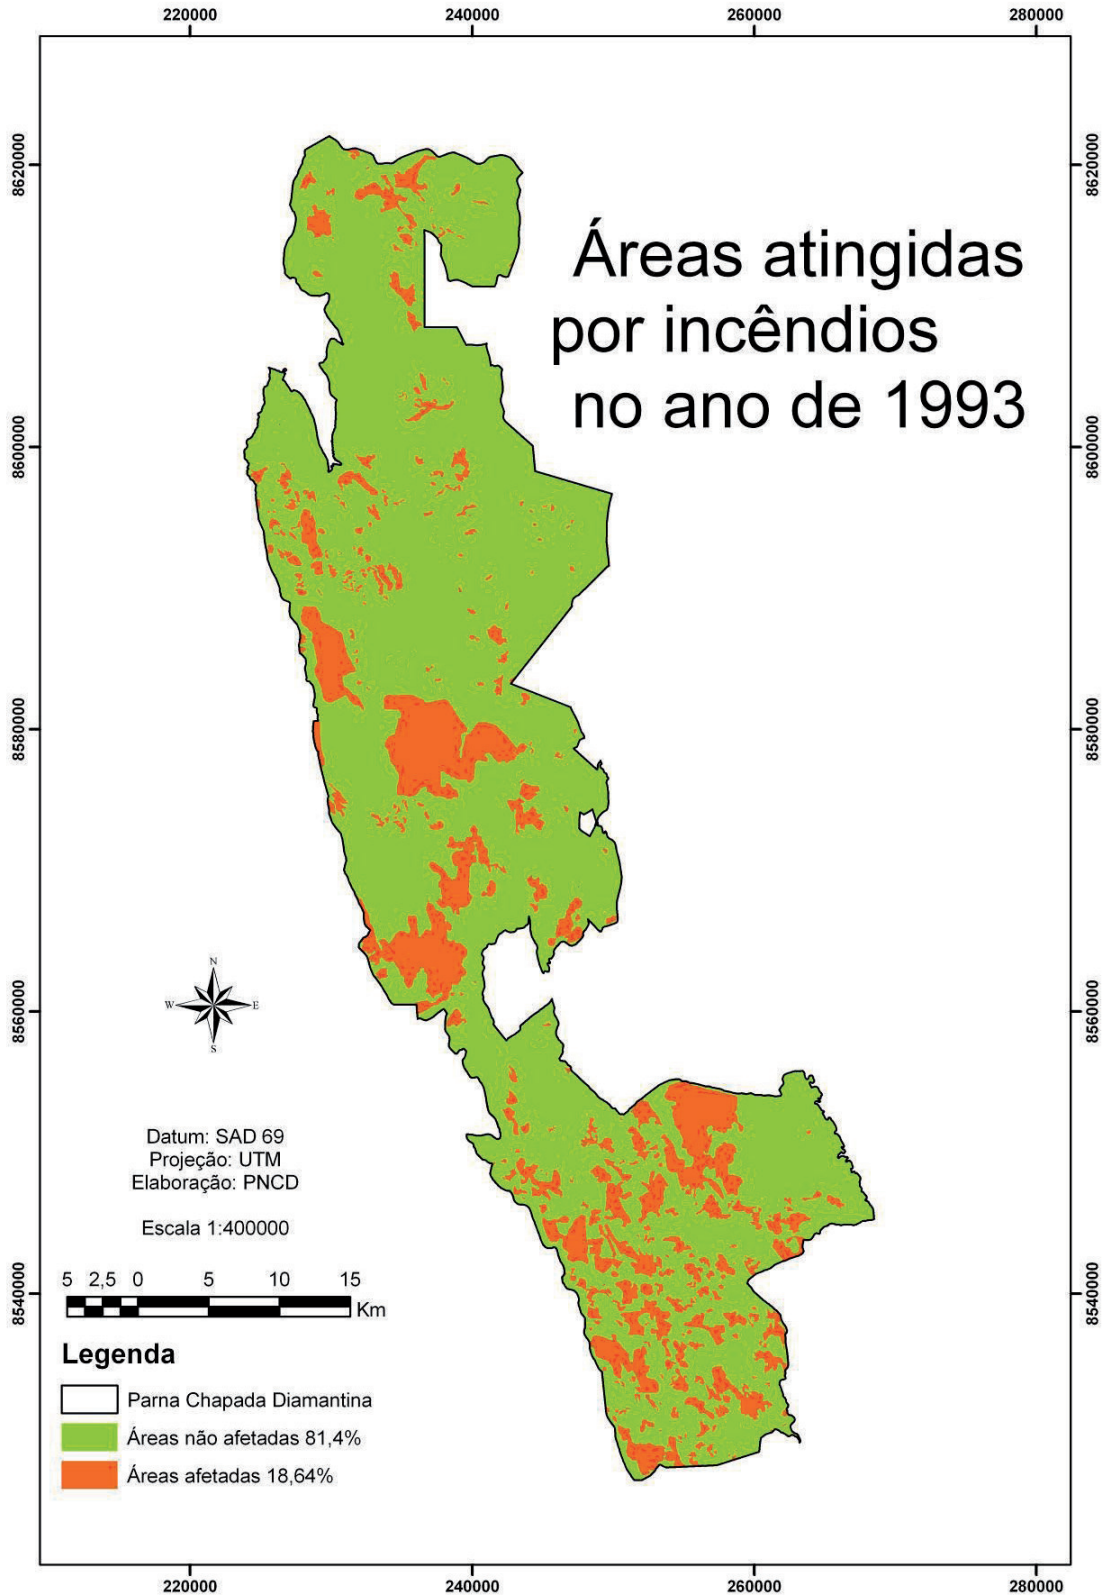 220000 240000 260000 280000
8620000 8620000
Áreas atingidas
por incêndios
no ano de 1993
8600000 8600000
8580000 8580000
N
W E
S
8560000 8560000
Datum: SAD 69
Projeção: UTM
Elaboração: PNCD
Escala 1:400000
5 2,5 0 5 10 15
Km
8540000 8540000
Legenda
Parna Chapada Diamantina
Áreas não afetadas 81,4%
Áreas afetadas 18,64%
220000 240000 260000 280000